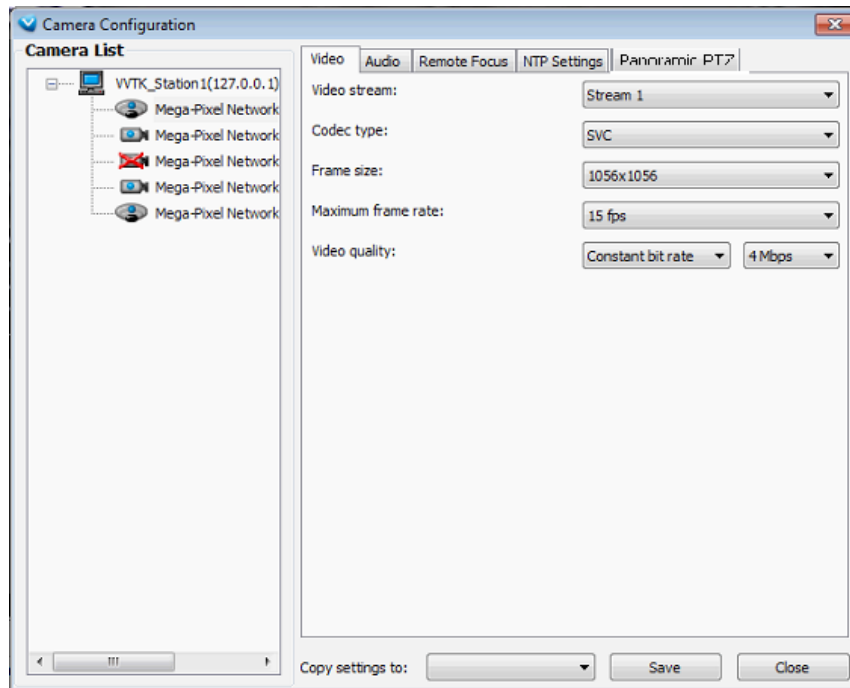 Camera Configuration
Camera List
VVTK_Station1(127.0.0.1)
Mega-Pixel Network
Mega-Pixel Network
Mega-Pixel Network
Mega-Pixel Network
Mega-Pixel Network
Video Audio Remote Focus NTP Settings Panoramic PTZ
Video stream: Stream 1
Codec type: SVC
Frame size: 1056x1056
Maximum frame rate: 15 fps
Video quality: Constant bit rate 4 Mbps
Copy settings to: Save Close